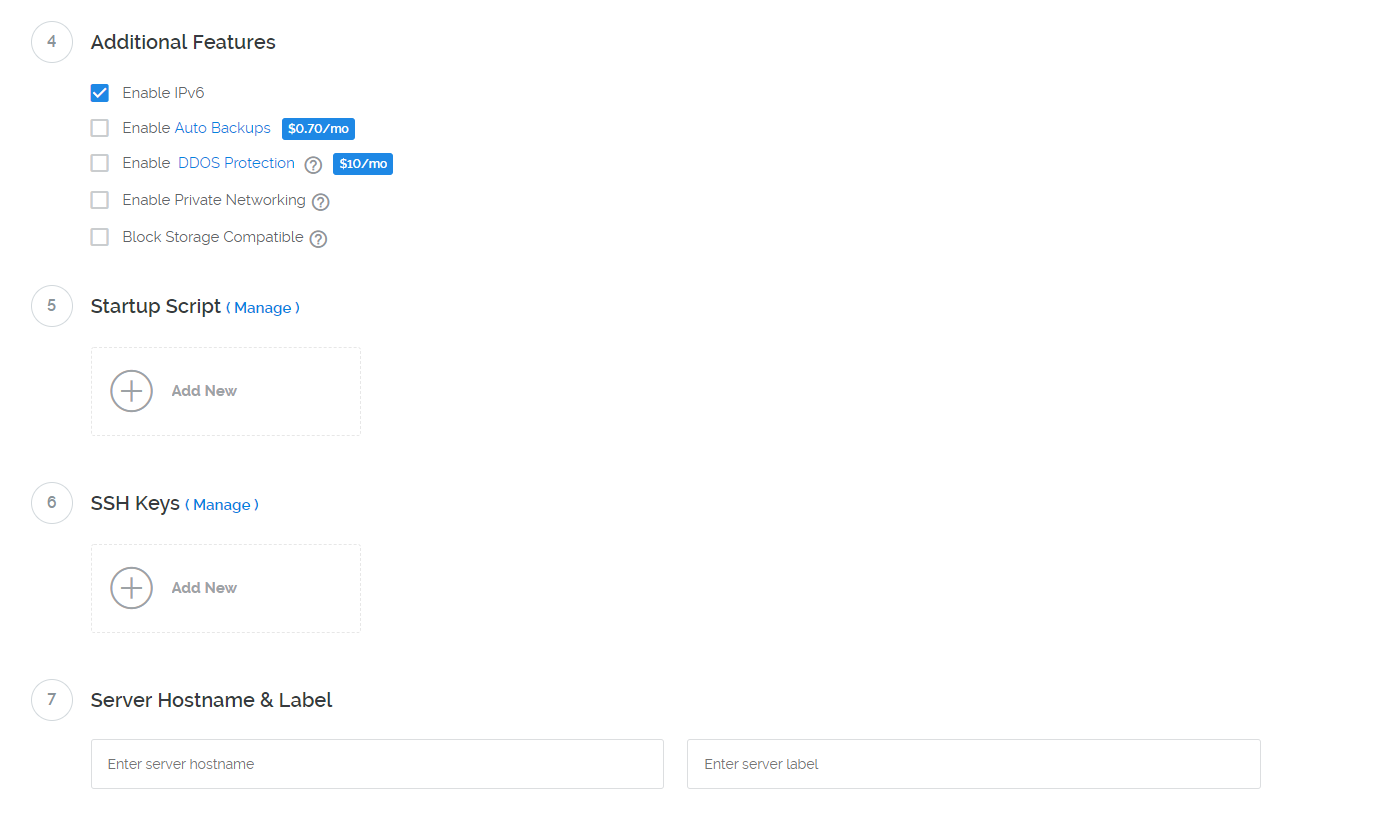 4 Additional Features
Enable IPv6
Enable Auto Backups $0.70/mo
Enable DDOS Protection ? $10/mo
Enable Private Networking ?
Block Storage Compatible ?
5 Startup Script ( Manage )
Add New
6 SSH Keys ( Manage )
Add New
7 Server Hostname & Label
Enter server hostname Enter server label